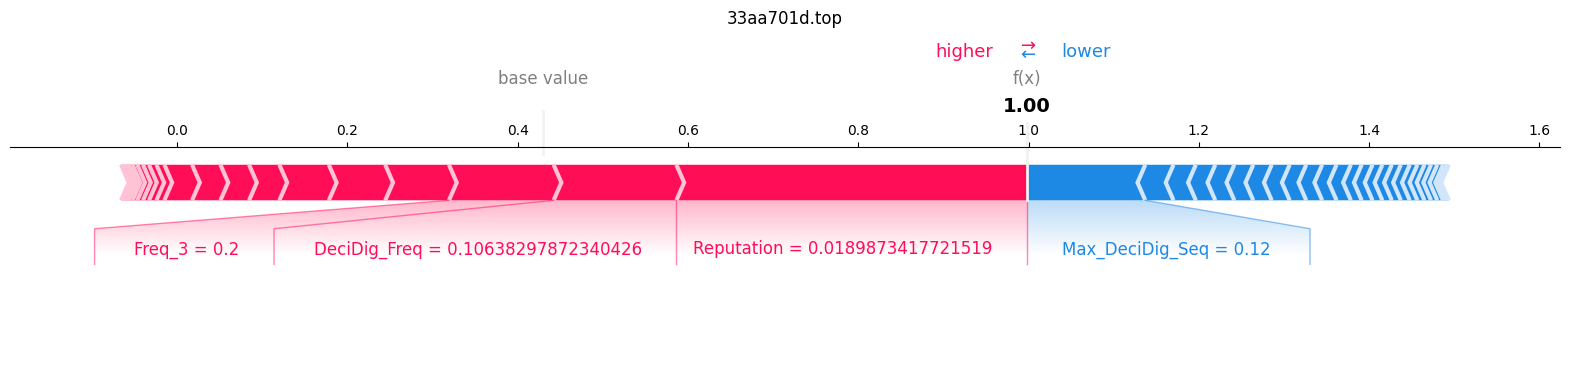 33aa701d.top
higher → ← lower
base value
f(x)
1.00
0.0 0.2 0.4 0.6 0.8 1.0 1.2 1.4 1.6
Freq_3 = 0.2
DeciDig_Freq = 0.10638297872340426
Reputation = 0.0189873417721519
Max_DeciDig_Seq = 0.12